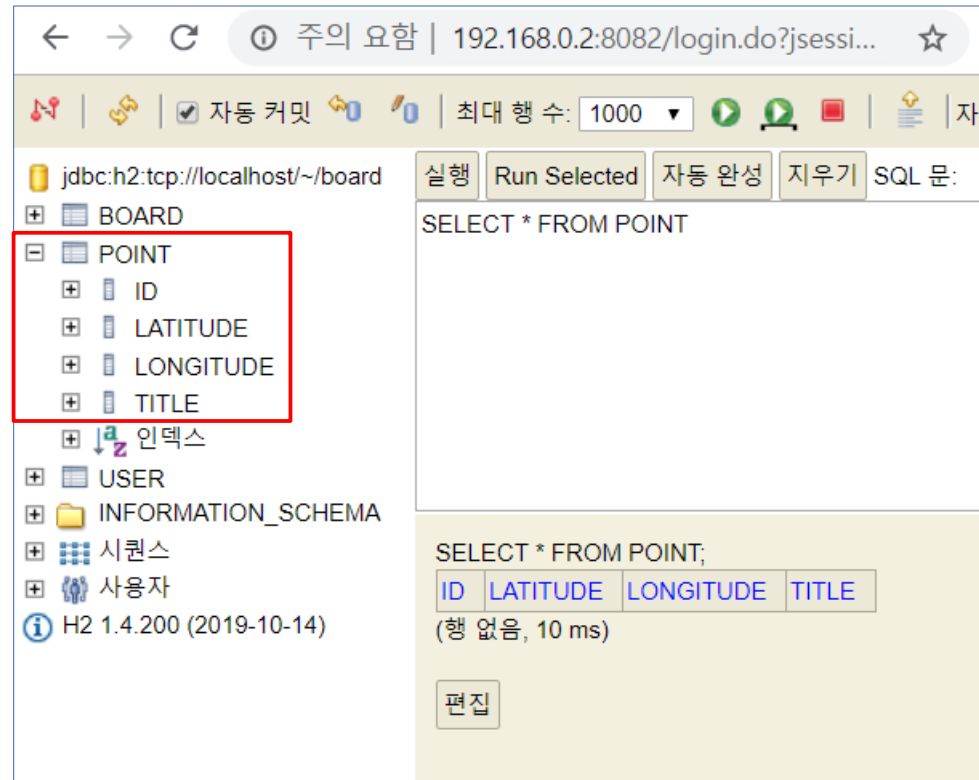 주의 요함 | 192.168.0.2:8082/login.do?jsessi...
자동 커밋 최대 행 수: 1000 자
jdbc:h2:tcp://localhost/~/board
BOARD
POINT
ID
LATITUDE
LONGITUDE
TITLE
인덱스
USER
INFORMATION_SCHEMA
시퀀스
사용자
H2 1.4.200 (2019-10-14)
실행 Run Selected 자동 완성 지우기 SQL 문:
SELECT * FROM POINT
SELECT * FROM POINT;
ID LATITUDE LONGITUDE TITLE
(행 없음, 10 ms)
편집